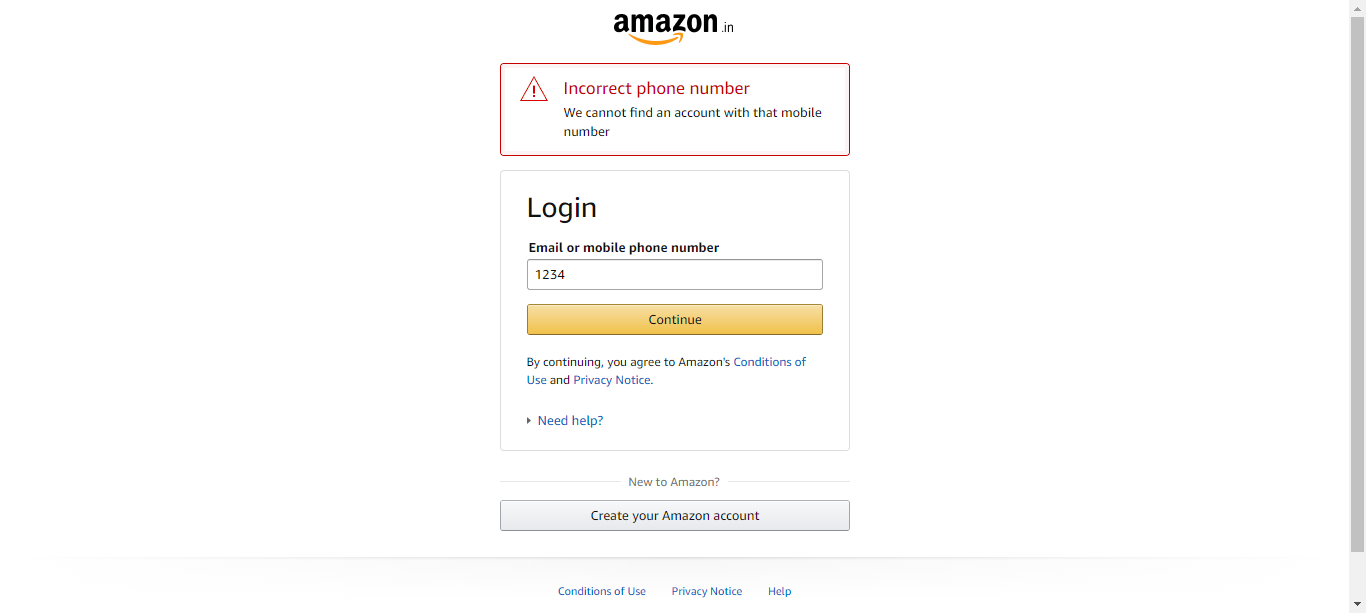 amazon.in
Incorrect phone number
We cannot find an account with that mobile
number
Login
Email or mobile phone number
1234
Continue
By continuing, you agree to Amazon's Conditions of
Use and Privacy Notice.
Need help?
New to Amazon?
Create your Amazon account
Conditions of Use Privacy Notice Help